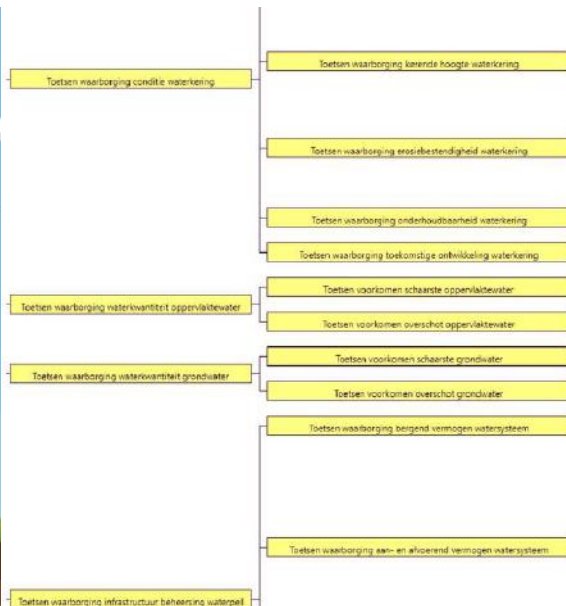 Toetsen waarborging kerende hoogte waterkering
Toetsen waarborging conditie waterkering
Toetsen waarborging erosiebestendigheid waterkering
Toetsen waarborging onderhoudbaarheid waterkering
Toetsen waarborging toekomstige ontwikkeling waterkering
Toetsen voorkomen schaarste oppervlaktewater
Toetsen waarborging waterkwantiteit oppervlaktewater
Toetsen voorkomen overschot oppervlaktewater
Toetsen voorkomen schaarste grondwater
Toetsen waarborging waterkwantiteit grondwater
Toetsen voorkomen overschot grondwater
Toetsen waarborging bergend vermogen watersysteem
Toetsen waarborging aan- en afvoerend vermogen watersysteem
Toetsen waarborging infrastructuur beheersing waterpeil